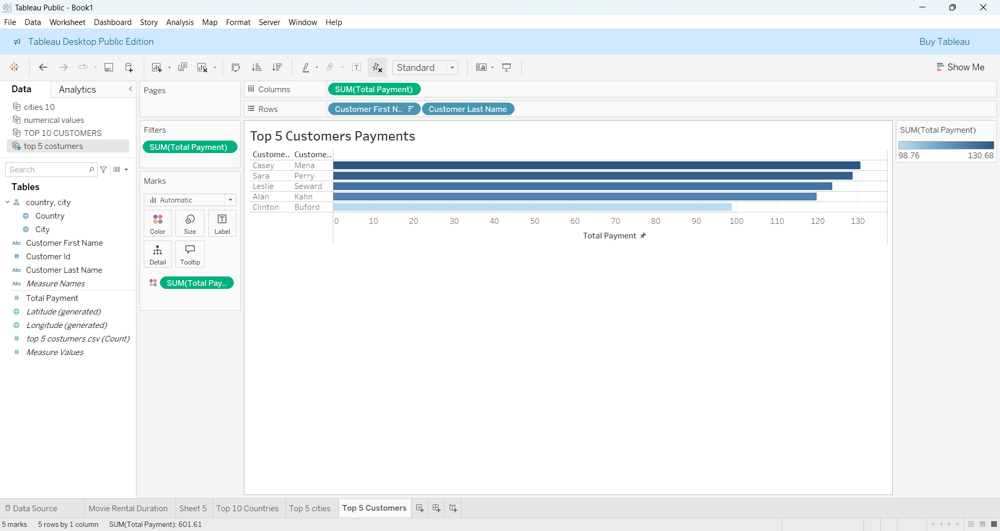 Tableau Public - Book1
File Data Worksheet Dashboard Story Analysis Map Format Server Window Help
Tableau Desktop Public Edition
Buy Tableau
Standard
Show Me
Data
Analytics
cities 10
numerical values
TOP 10 CUSTOMERS
top 5 costumers
Search
Tables
country, city
Country
City
Abc Customer First Name
# Customer Id
Abc Customer Last Name
Abc Measure Names
# Total Payment
Latitude (generated)
Longitude (generated)
# top 5 costumers.csv (Count)
# Measure Values
Pages
Filters
SUM(Total Payment)
Marks
Automatic
Color Size Label
Detail Tooltip
SUM(Total Pay..
Columns SUM(Total Payment)
Rows Customer First N.. Customer Last Name
Top 5 Customers Payments
Custome.. Custome..
Casey Mena
Sara Perry
Leslie Seward
Alan Kahn
Clinton Buford
0 10 20 30 40 50 60 70 80 90 100 110 120 130
Total Payment
SUM(Total Payment)
98.76 130.68
Data Source Movie Rental Duration Sheet 5 Top 10 Countries Top 5 cities Top 5 Customers
5 marks 5 rows by 1 column SUM(Total Payment): 601.61